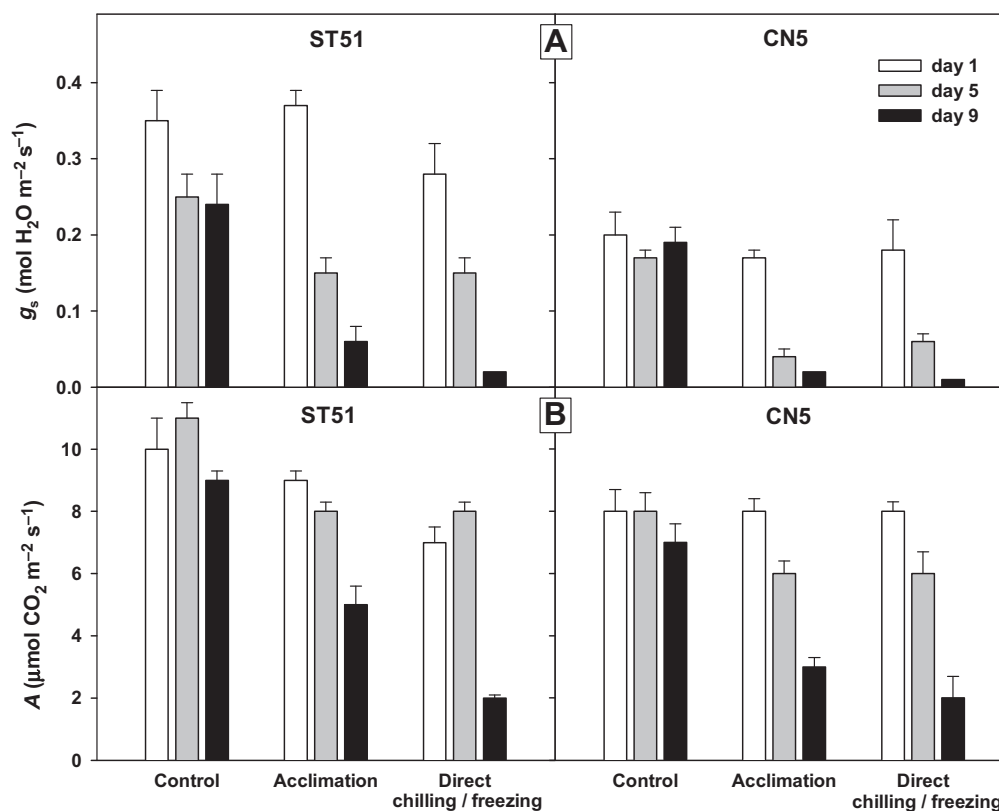 ST51
A
CN5
day 1
day 5
day 9
gs (mol H2O m−2 s−1)
0.4
0.3
0.2
0.1
0.0
ST51
B
CN5
A (μmol CO2 m−2 s−1)
10
8
6
4
2
0
Control
Acclimation
Direct
chilling / freezing
Control
Acclimation
Direct
chilling / freezing